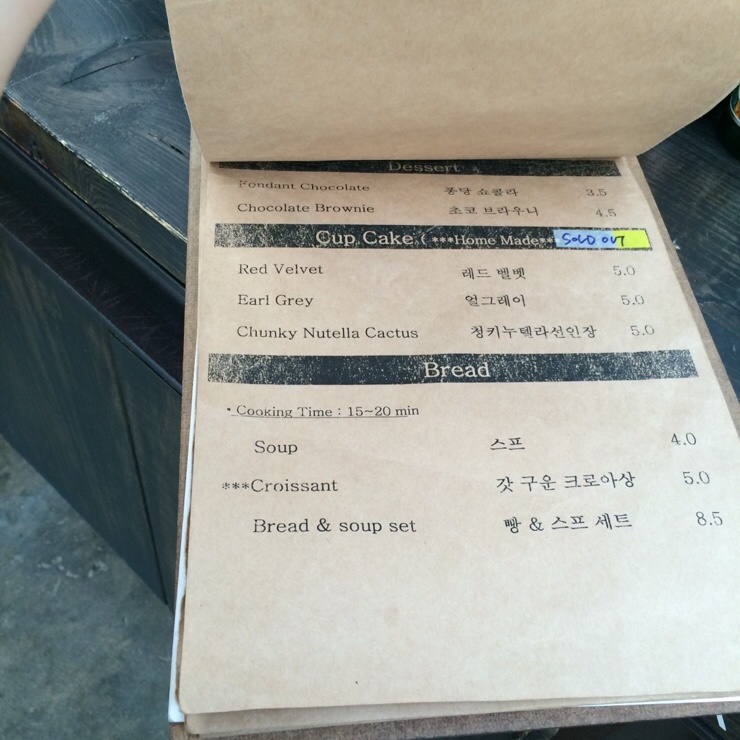 Dessert
Fondant Chocolate 퐁당 쇼콜라 3.5
Chocolate Brownie 초코 브라우니 4.5
Cup Cake ( ***Home Made*** SOLD OUT
Red Velvet 레드 벨벳 5.0
Earl Grey 얼그레이 5.0
Chunky Nutella Cactus 청키누텔라선인장 5.0
Bread
• Cooking Time : 15~20 min
Soup 스프 4.0
***Croissant 갓 구운 크로아상 5.0
Bread & soup set 빵 & 스프 세트 8.5